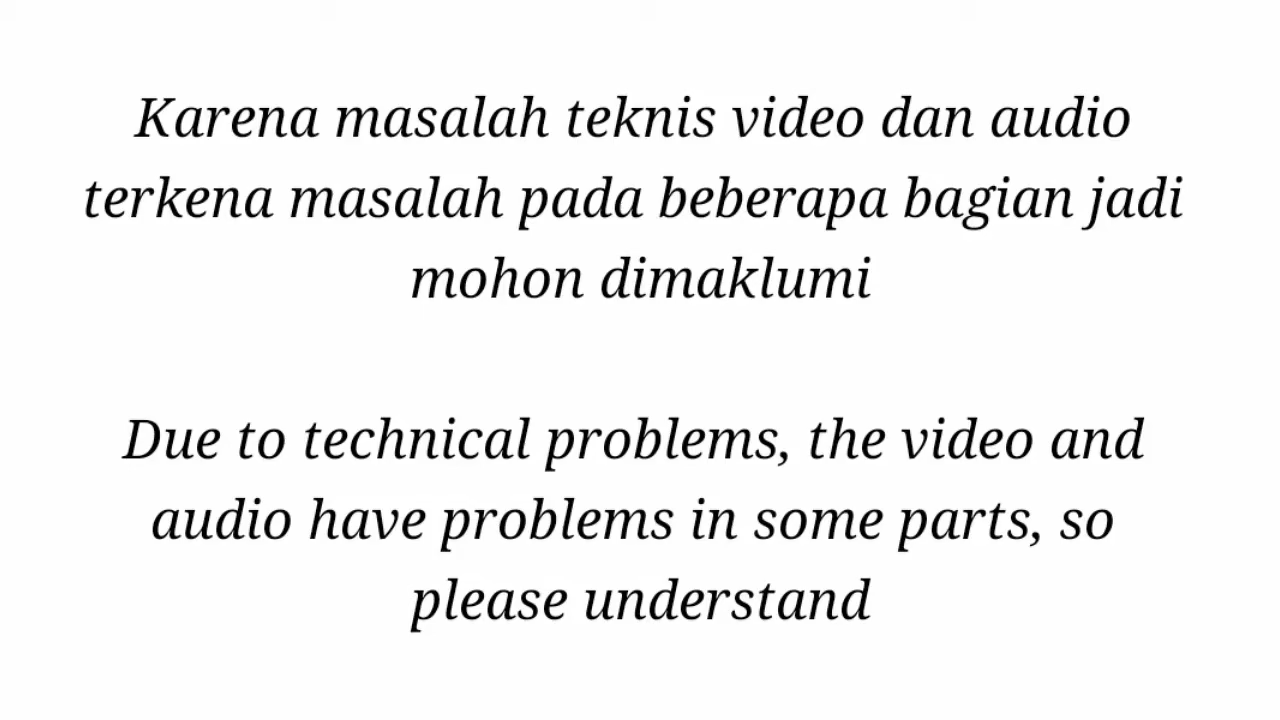 Karena masalah teknis video dan audio
terkena masalah pada beberapa bagian jadi
mohon dimaklumi
Due to technical problems, the video and
audio have problems in some parts, so
please understand